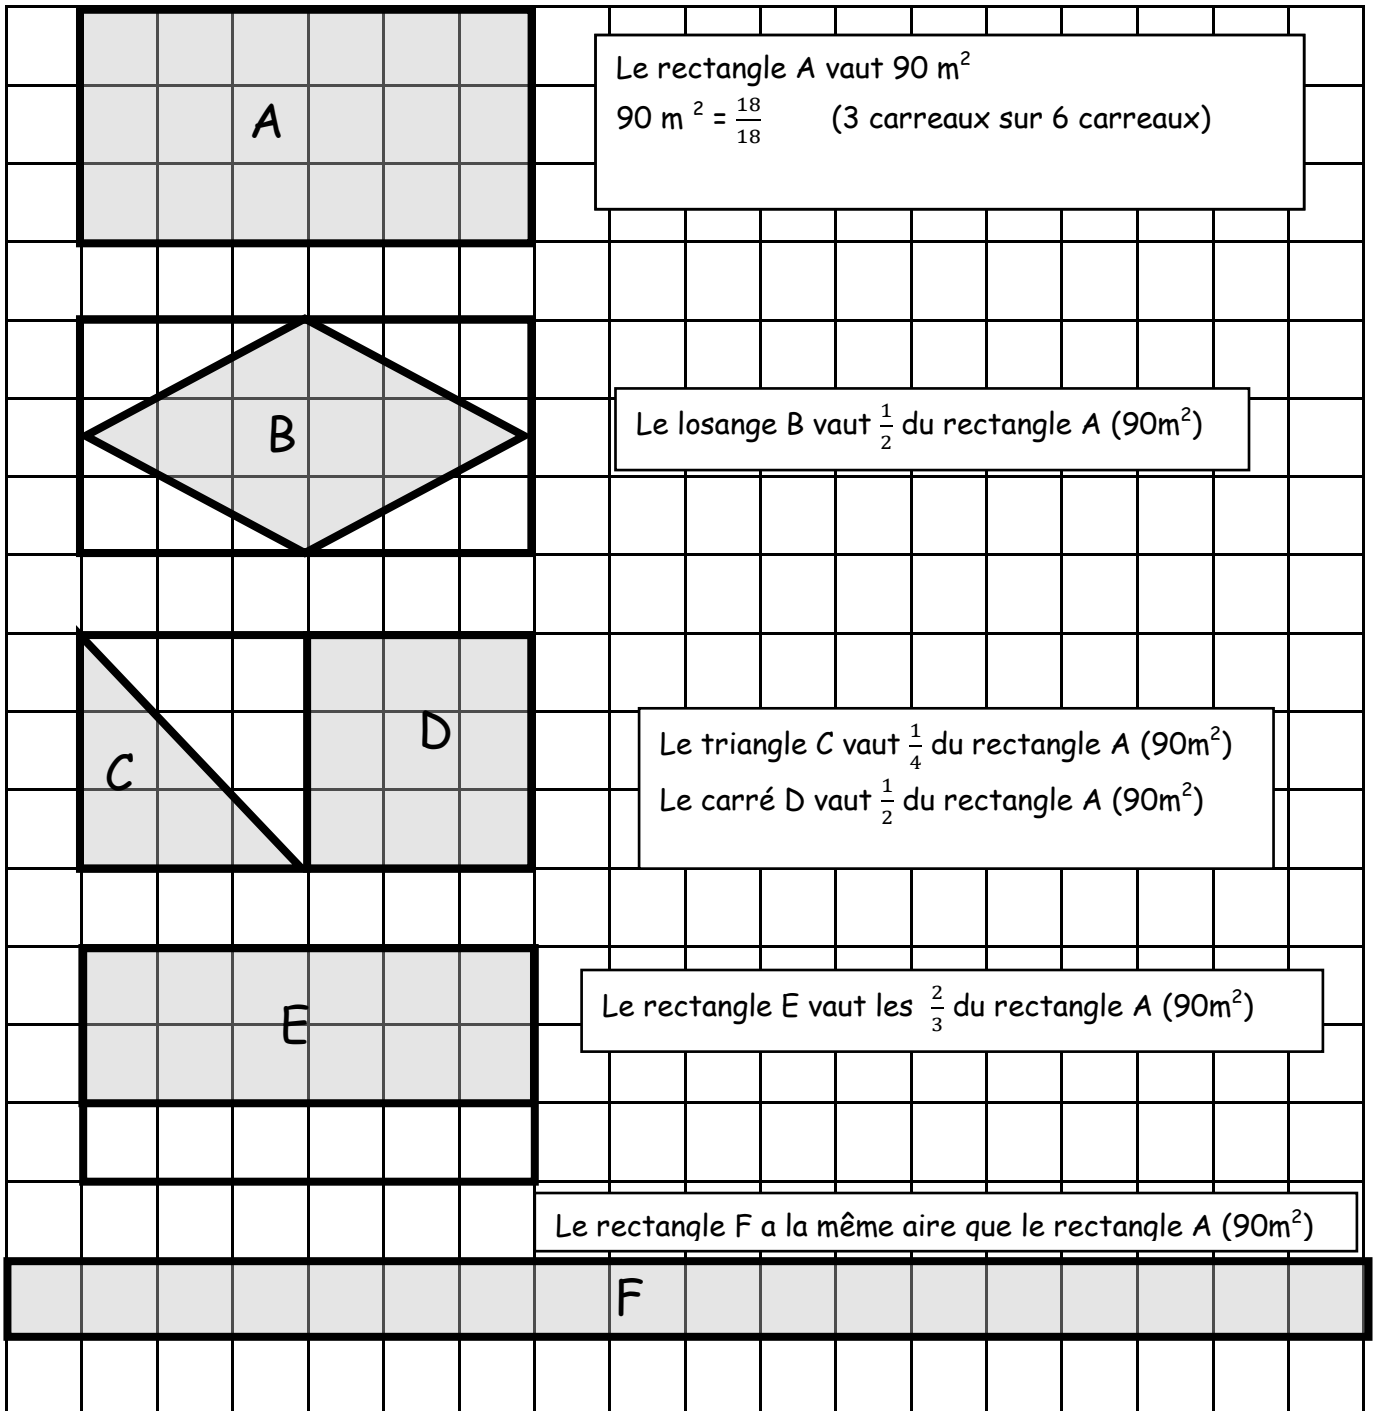 A
Le rectangle A vaut 90 m²
90 m ² = 18/18 (3 carreaux sur 6 carreaux)
B
Le losange B vaut 1/2 du rectangle A (90m²)
C
D
Le triangle C vaut 1/4 du rectangle A (90m²)
Le carré D vaut 1/2 du rectangle A (90m²)
E
Le rectangle E vaut les 2/3 du rectangle A (90m²)
Le rectangle F a la même aire que le rectangle A (90m²)
F